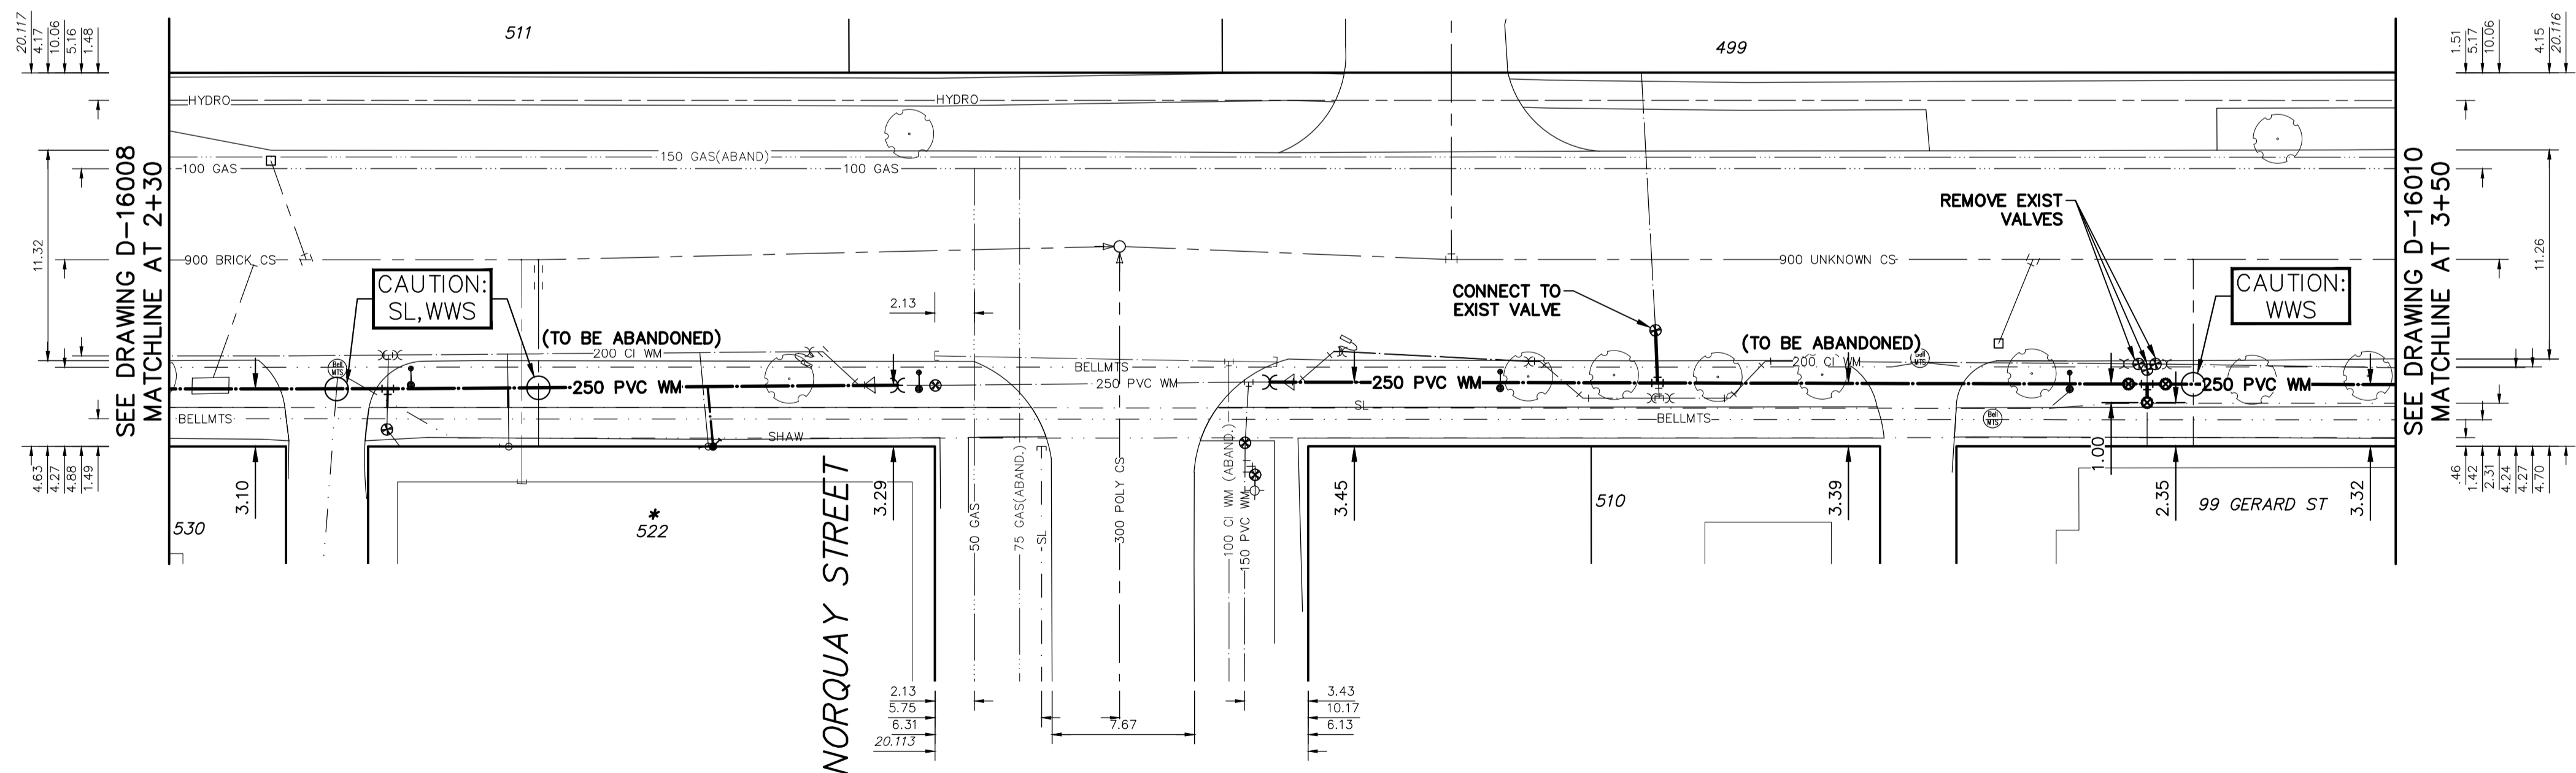 511
499
20.117
4.17
10.06
5.16
1.48
1.51
5.17
10.06
4.15
20.116
HYDRO
HYDRO
150 GAS(ABAND)
100 GAS
100 GAS
SEE DRAWING D-16008
MATCHLINE AT 2+30
11.32
REMOVE EXIST
VALVES
SEE DRAWING D-16010
MATCHLINE AT 3+50
11.26
900 BRICK CS
900 UNKNOWN CS
CAUTION:
SL,WWS
CONNECT TO
EXIST VALVE
CAUTION:
WWS
2.13
(TO BE ABANDONED)
200 CI WM
(TO BE ABANDONED)
200 CI WM
Bell
MTS
Bell
MTS
BELLMTS
250 PVC WM
250 PVC WM
250 PVC WM
250 PVC WM
SL
BELLMTS
BELLMTS
Bell
MTS
SHAW
4.63
4.27
4.88
1.49
3.10
3.29
3.45
3.39
1.00
2.35
3.32
.46
1.42
2.31
4.24
4.27
4.70
530
*
522
510
99 GERARD ST
NORQUAY STREET
50 GAS
75 GAS(ABAND.)
SL
300 POLY CS
100 CI WM (ABAND.)
150 PVC WM
2.13
5.75
6.31
20.113
7.67
3.43
10.17
6.13